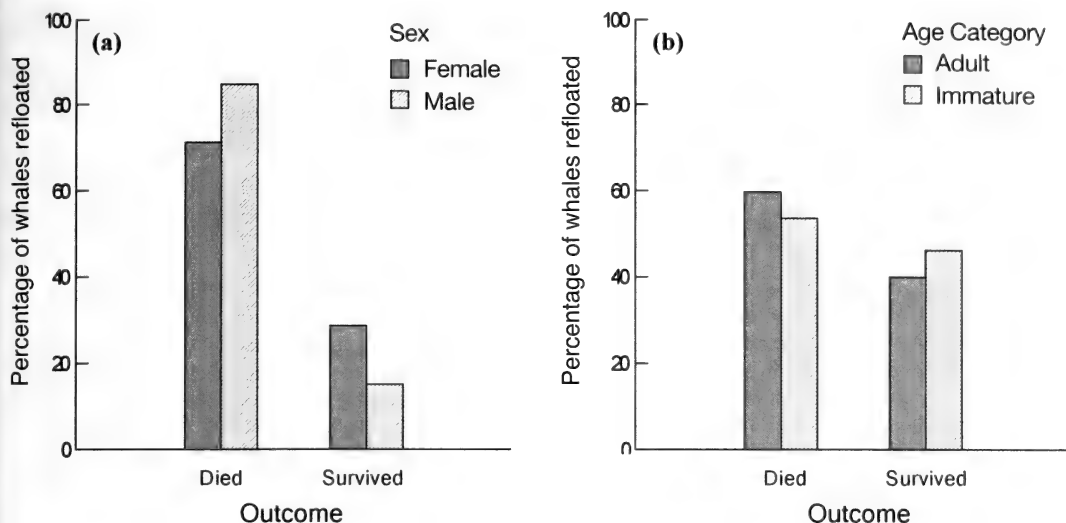 (a)
Sex
Female
Male
Percentage of whales refloated
100
80
60
40
20
0
Died Survived
Outcome
(b)
Age Category
Adult
Immature
Percentage of whales refloated
100
80
60
40
20
0
Died Survived
Outcome